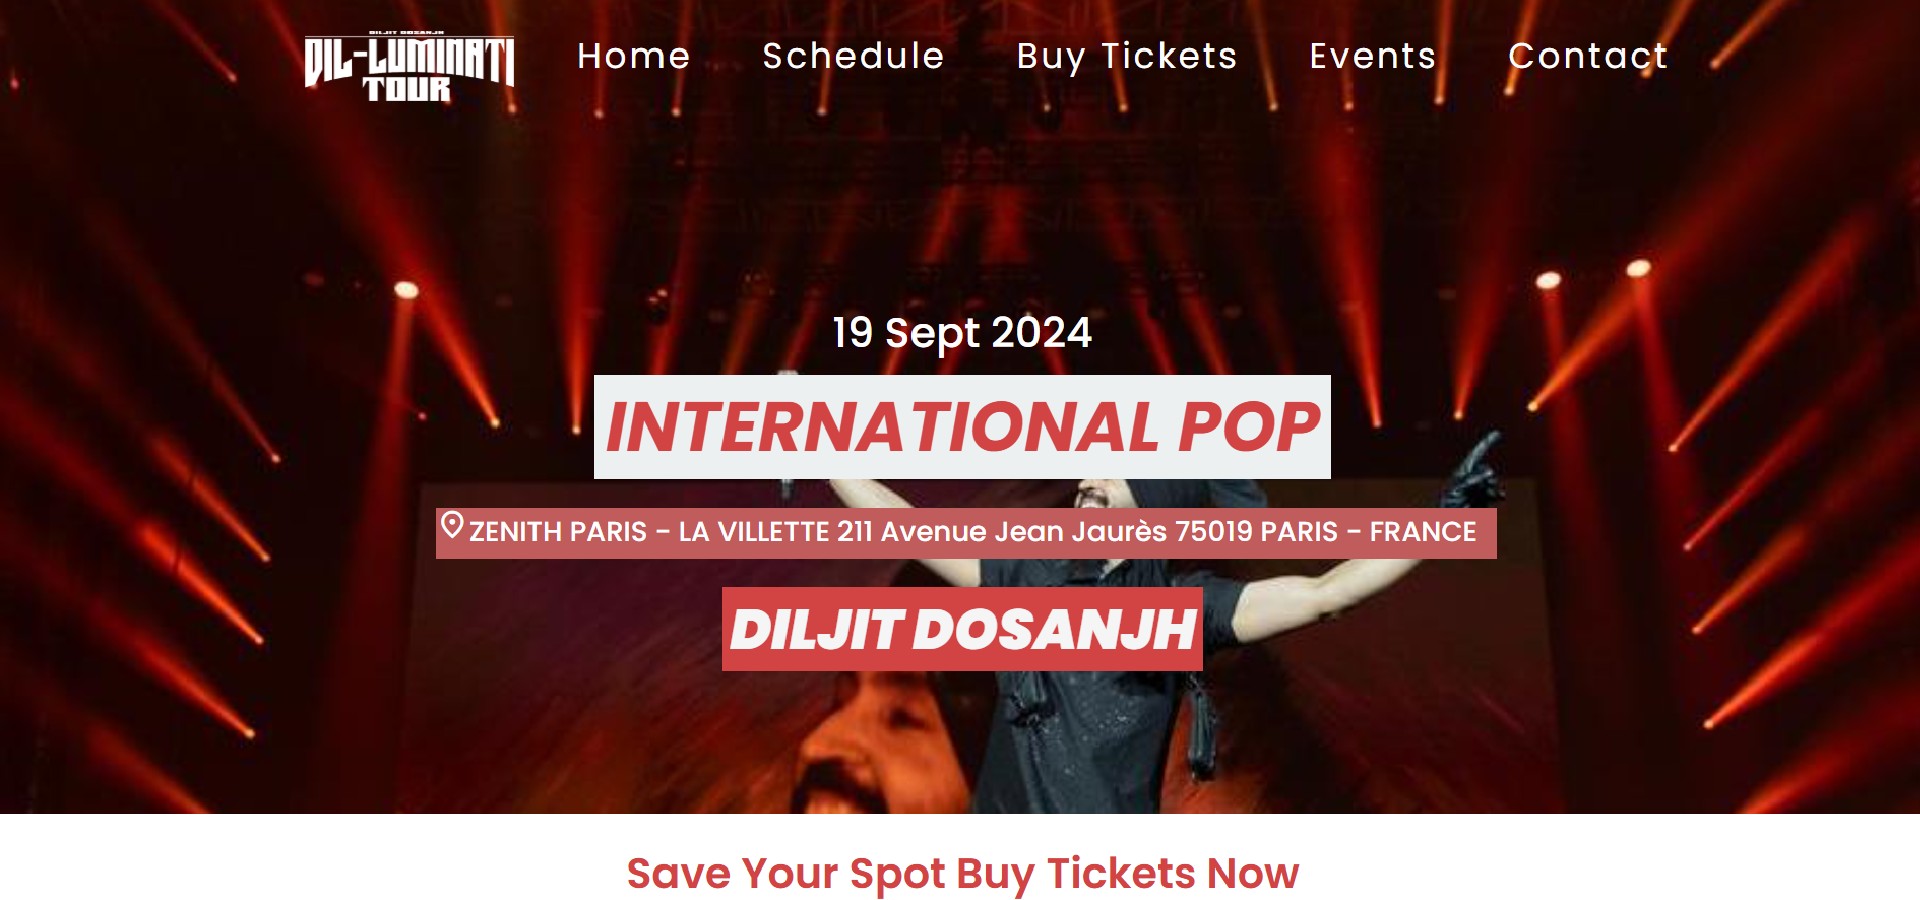 DILJIT DOSANJH
DIL-LUMINATI
TOUR
Home Schedule Buy Tickets Events Contact
19 Sept 2024
INTERNATIONAL POP
ZENITH PARIS - LA VILLETTE 211 Avenue Jean Jaurès 75019 PARIS - FRANCE
DILJIT DOSANJH
Save Your Spot Buy Tickets Now